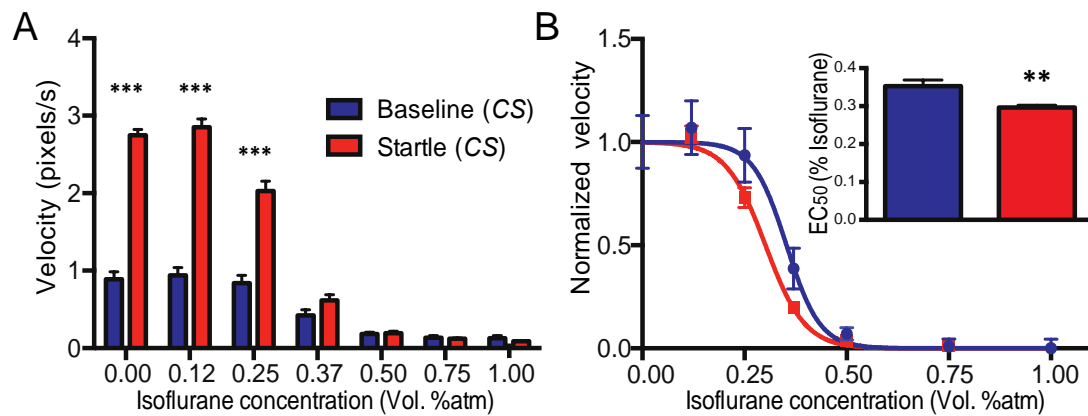 A
Velocity (pixels/s)
4
3
2
1
0
***
***
***
Baseline (CS)
Startle (CS)
0.00 0.12 0.25 0.37 0.50 0.75 1.00
Isoflurane concentration (Vol. %atm)
B
Normalized velocity
1.5
1.0
0.5
0.0
0.00 0.25 0.50 0.75 1.00
Isoflurane concentration (Vol. %atm)
EC50 (% Isoflurane)
0.4
0.3
0.4
0.1
0.0
**